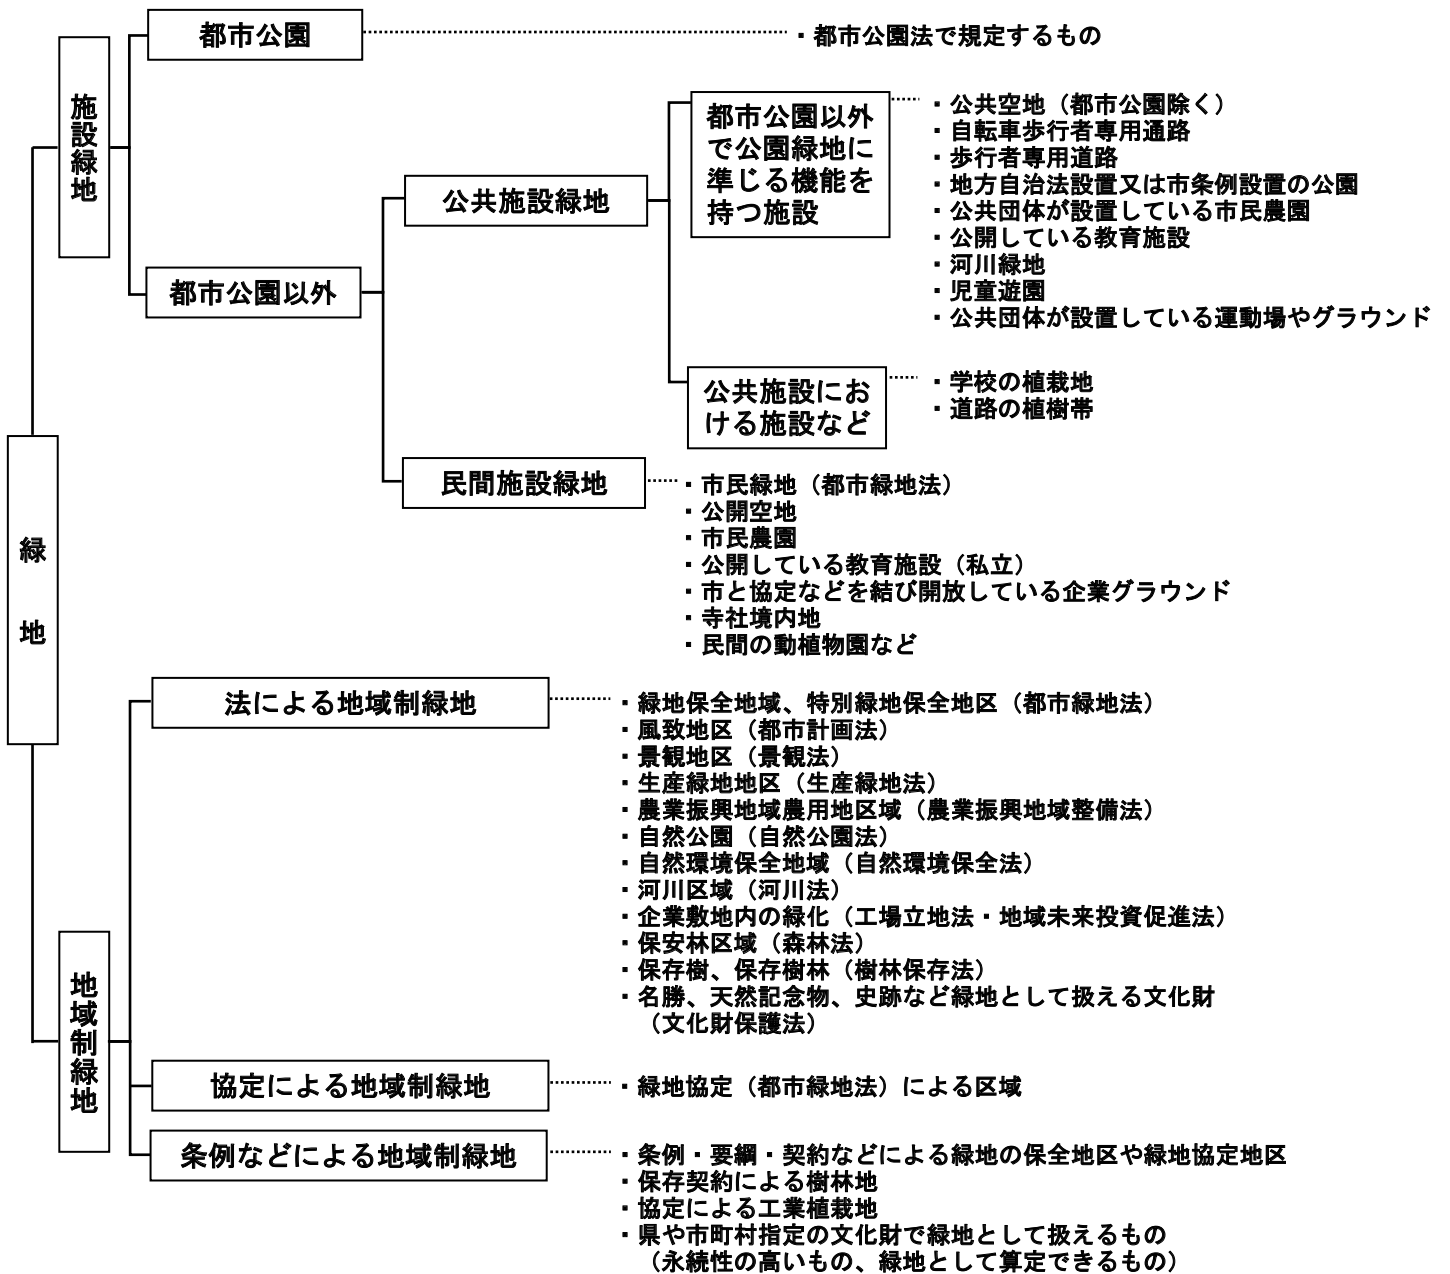 緑地
施設緑地
都市公園
・都市公園法で規定するもの
都市公園以外
公共施設緑地
都市公園以外
で公園緑地に
準じる機能を
持つ施設
・公共空地（都市公園除く）
・自転車歩行者専用通路
・歩行者専用道路
・地方自治法設置又は市条例設置の公園
・公共団体が設置している市民農園
・公開している教育施設
・河川緑地
・児童遊園
・公共団体が設置している運動場やグラウンド
公共施設にお
ける施設など
・学校の植栽地
・道路の植樹帯
民間施設緑地
・市民緑地（都市緑地法）
・公開空地
・市民農園
・公開している教育施設（私立）
・市と協定などを結び開放している企業グラウンド
・寺社境内地
・民間の動植物園など
地域制緑地
法による地域制緑地
・緑地保全地域、特別緑地保全地区（都市緑地法）
・風致地区（都市計画法）
・景観地区（景観法）
・生産緑地地区（生産緑地法）
・農業振興地域農用地区域（農業振興地域整備法）
・自然公園（自然公園法）
・自然環境保全地域（自然環境保全法）
・河川区域（河川法）
・企業敷地内の緑化（工場立地法・地域未来投資促進法）
・保安林区域（森林法）
・保存樹、保存樹林（樹林保存法）
・名勝、天然記念物、史跡など緑地として扱える文化財
（文化財保護法）
協定による地域制緑地
・緑地協定（都市緑地法）による区域
条例などによる地域制緑地
・条例・要綱・契約などによる緑地の保全地区や緑地協定地区
・保存契約による樹林地
・協定による工業植栽地
・県や市町村指定の文化財で緑地として扱えるもの
（永続性の高いもの、緑地として算定できるもの）